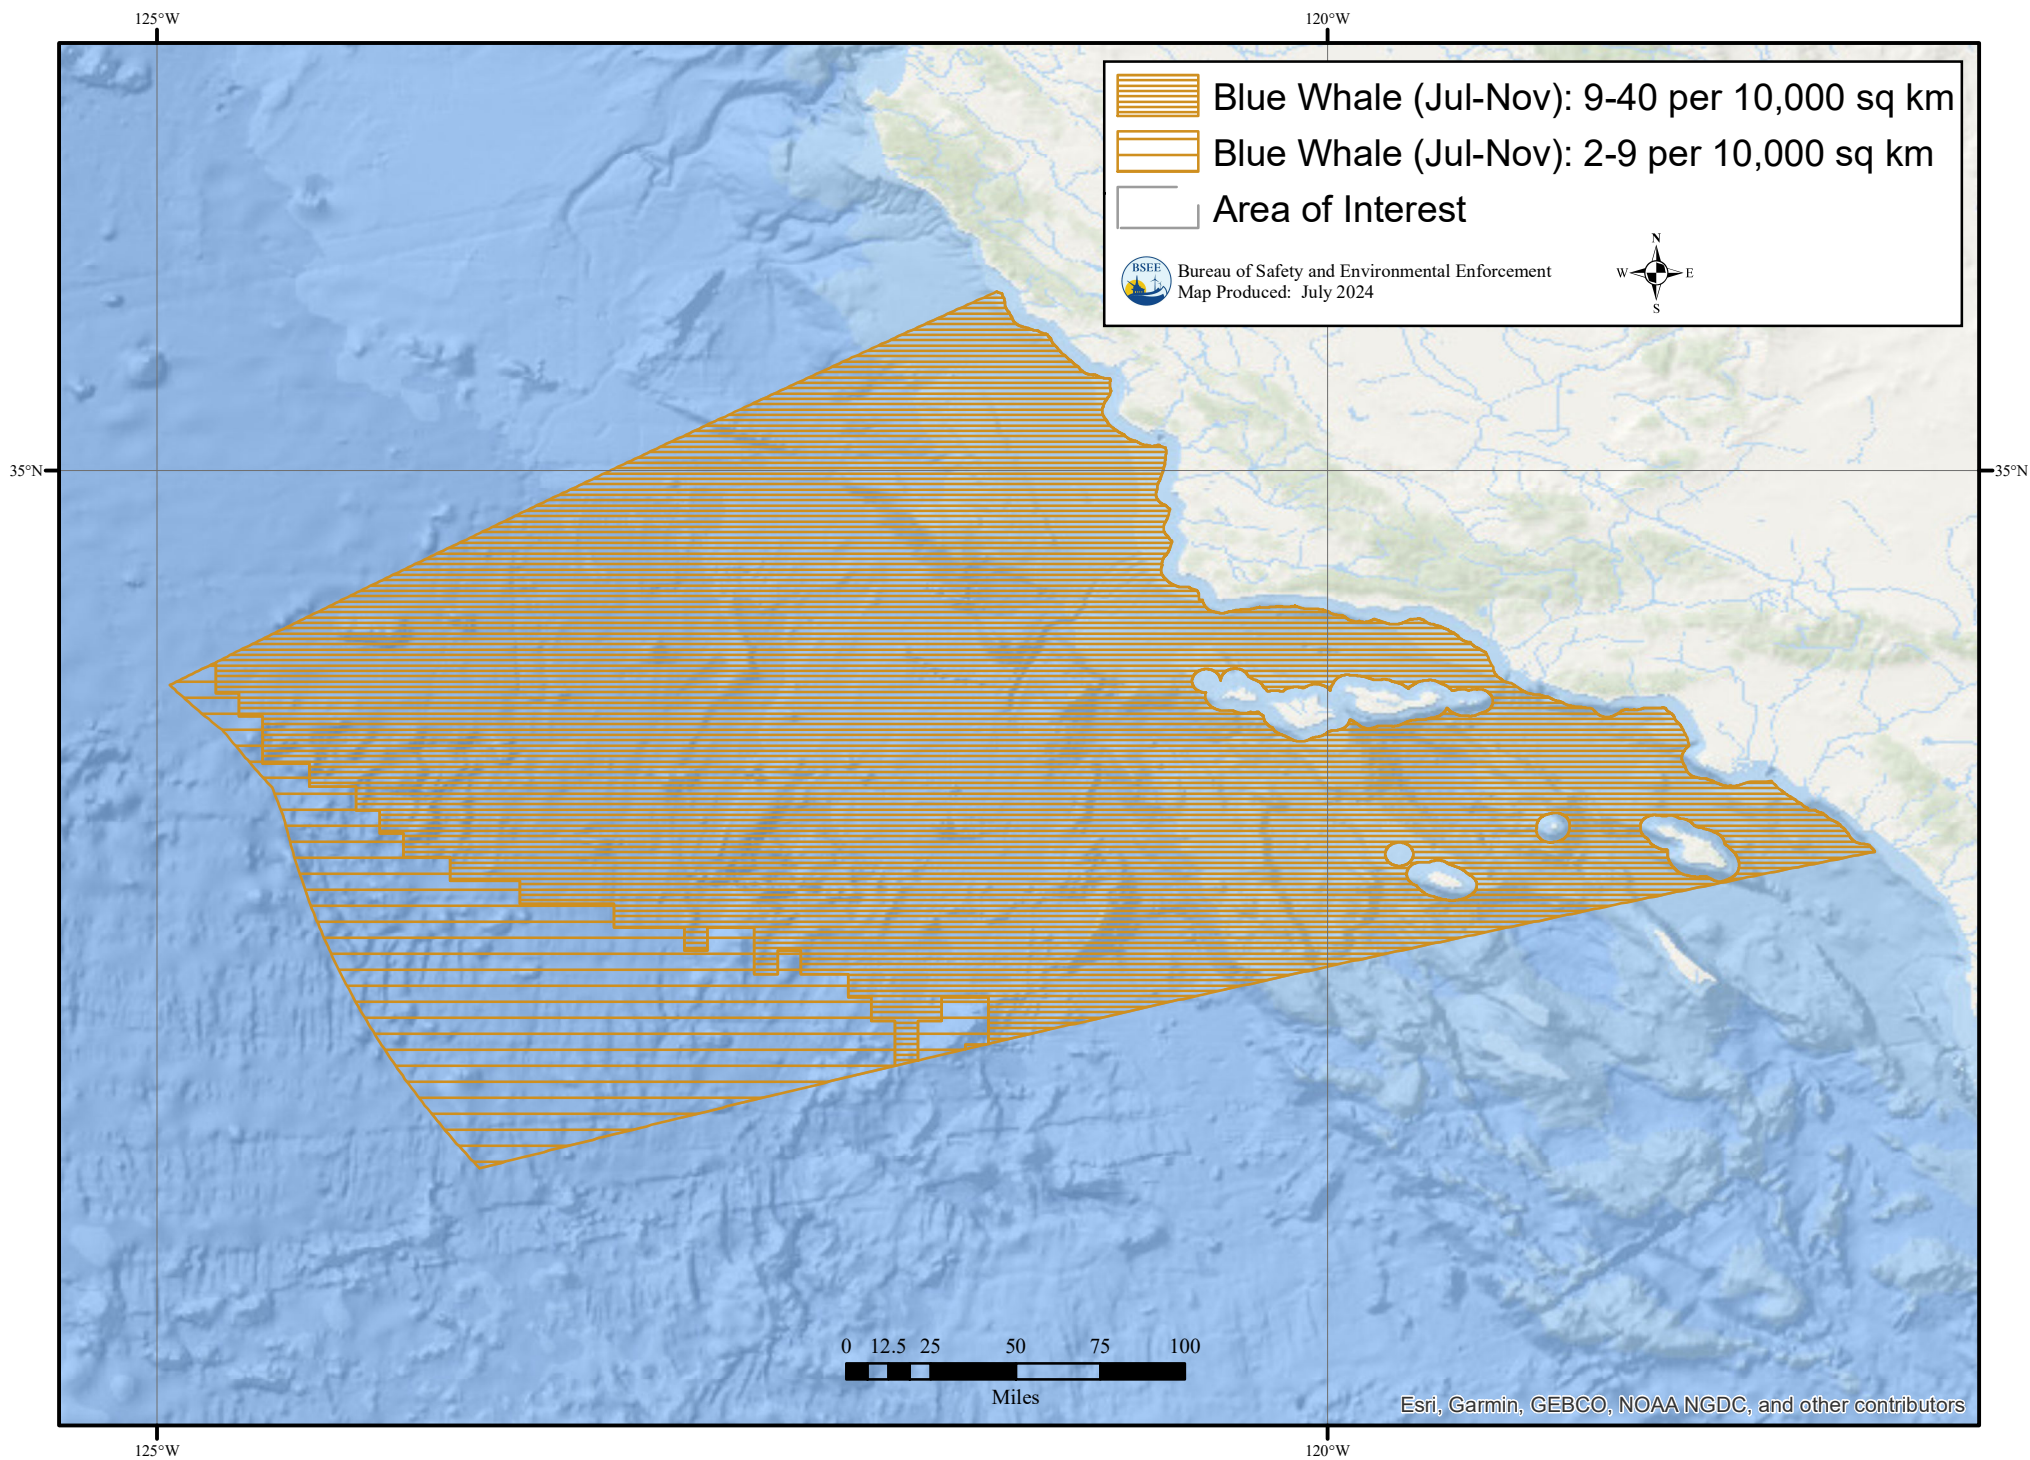 125°W
120°W
Blue Whale (Jul-Nov): 9-40 per 10,000 sq km
Blue Whale (Jul-Nov): 2-9 per 10,000 sq km
Area of Interest
BSEE
Bureau of Safety and Environmental Enforcement
Map Produced: July 2024
N
W
E
S
35°N
35°N
0 12.5 25 50 75 100
Miles
Esri, Garmin, GEBCO, NOAA NGDC, and other contributors
125°W
120°W